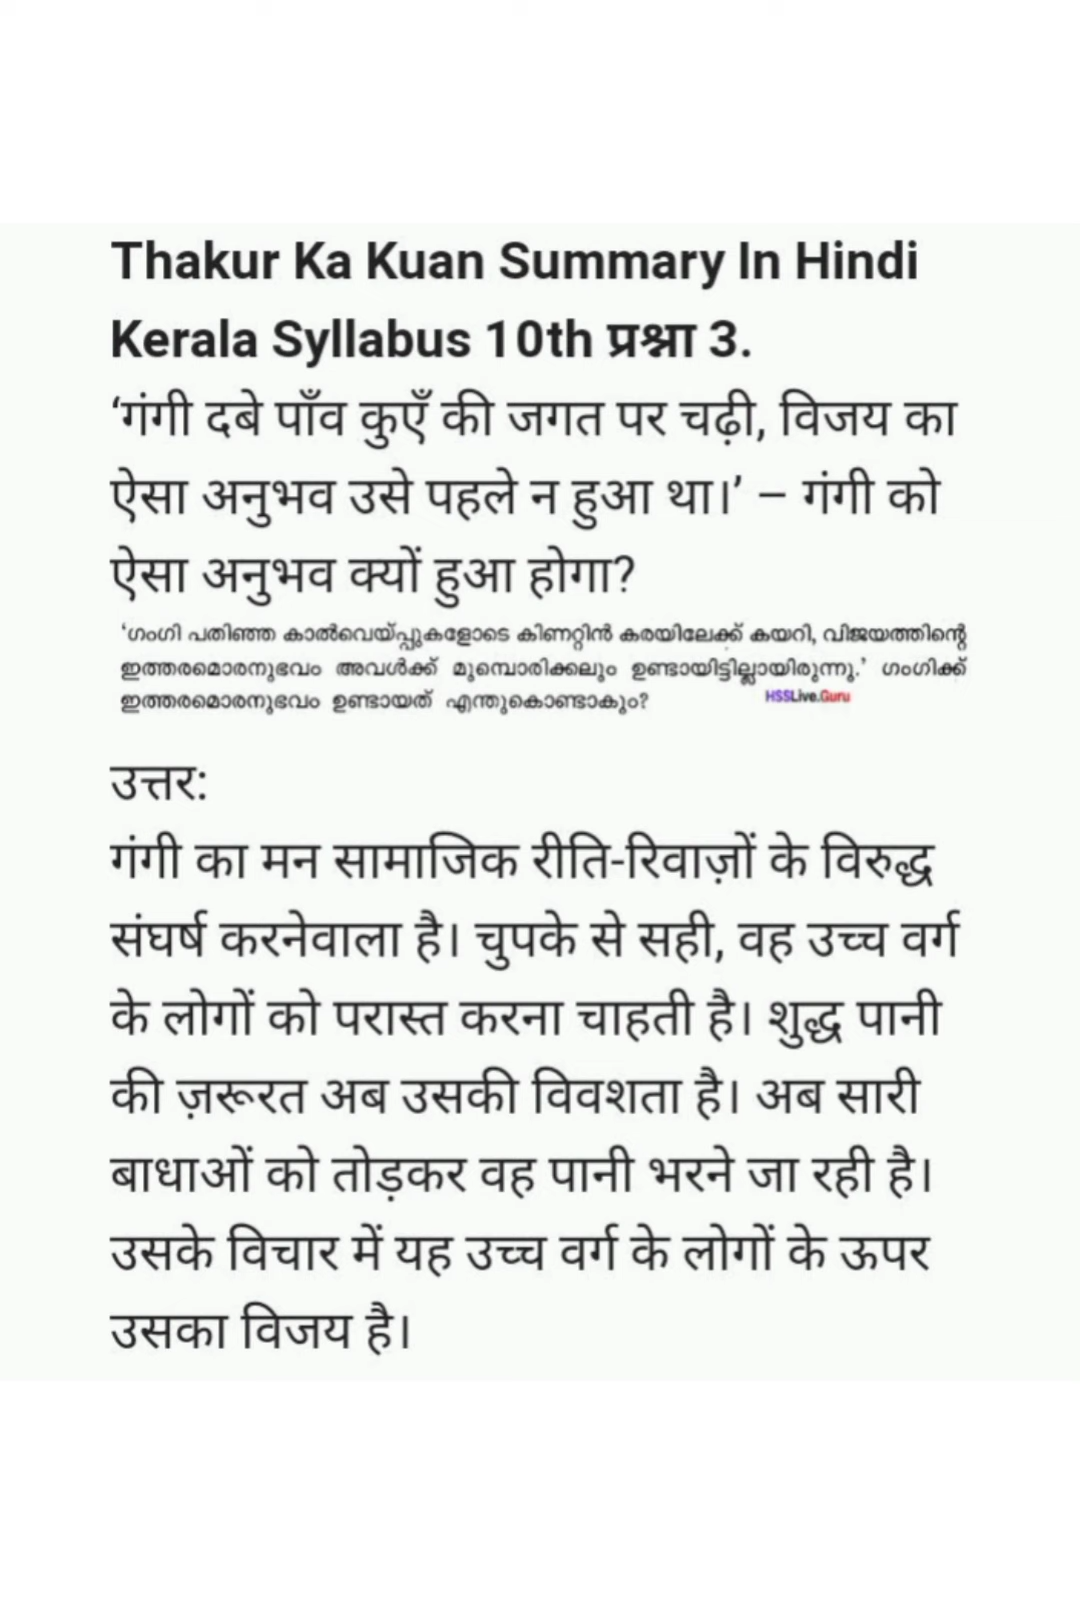 Thakur Ka Kuan Summary In Hindi
Kerala Syllabus 10th प्रश्ना 3.
‘गंगी दबे पाँव कुएँ की जगत पर चढ़ी, विजय का
ऐसा अनुभव उसे पहले न हुआ था।’ – गंगी को
ऐसा अनुभव क्यों हुआ होगा?
‘ഗംഗി പതിഞ്ഞ കാൽവെയ്പ്പുകളോടെ കിണറ്റിൻ കരയിലേക്ക് കയറി, വിജയത്തിന്റെ
ഇത്തരമൊരനുഭവം അവൾക്ക് മുമ്പൊരിക്കലും ഉണ്ടായിട്ടില്ലായിരുന്നു.’ ഗംഗിക്ക്
ഇത്തരമൊരനുഭവം ഉണ്ടായത് എന്തുകൊണ്ടാകും? HSSLive.Guru
उत्तर:
गंगी का मन सामाजिक रीति-रिवाज़ों के विरुद्ध
संघर्ष करनेवाला है। चुपके से सही, वह उच्च वर्ग
के लोगों को परास्त करना चाहती है। शुद्ध पानी
की ज़रूरत अब उसकी विवशता है। अब सारी
बाधाओं को तोड़कर वह पानी भरने जा रही है।
उसके विचार में यह उच्च वर्ग के लोगों के ऊपर
उसका विजय है।